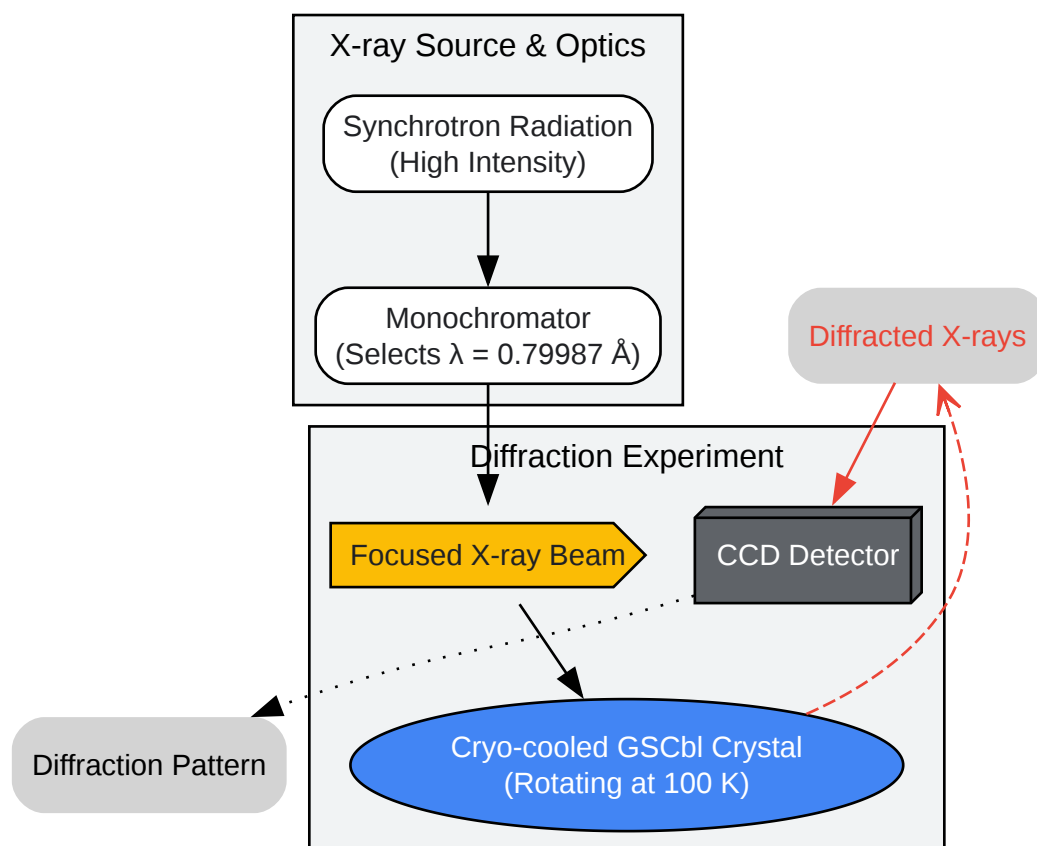 X-ray Source & Optics
Synchrotron Radiation
(High Intensity)
Monochromator
(Selects λ = 0.79987 Å)
Diffracted X-rays
Diffraction Experiment
Focused X-ray Beam
CCD Detector
Diffraction Pattern
Cryo-cooled GSCbl Crystal
(Rotating at 100 K)